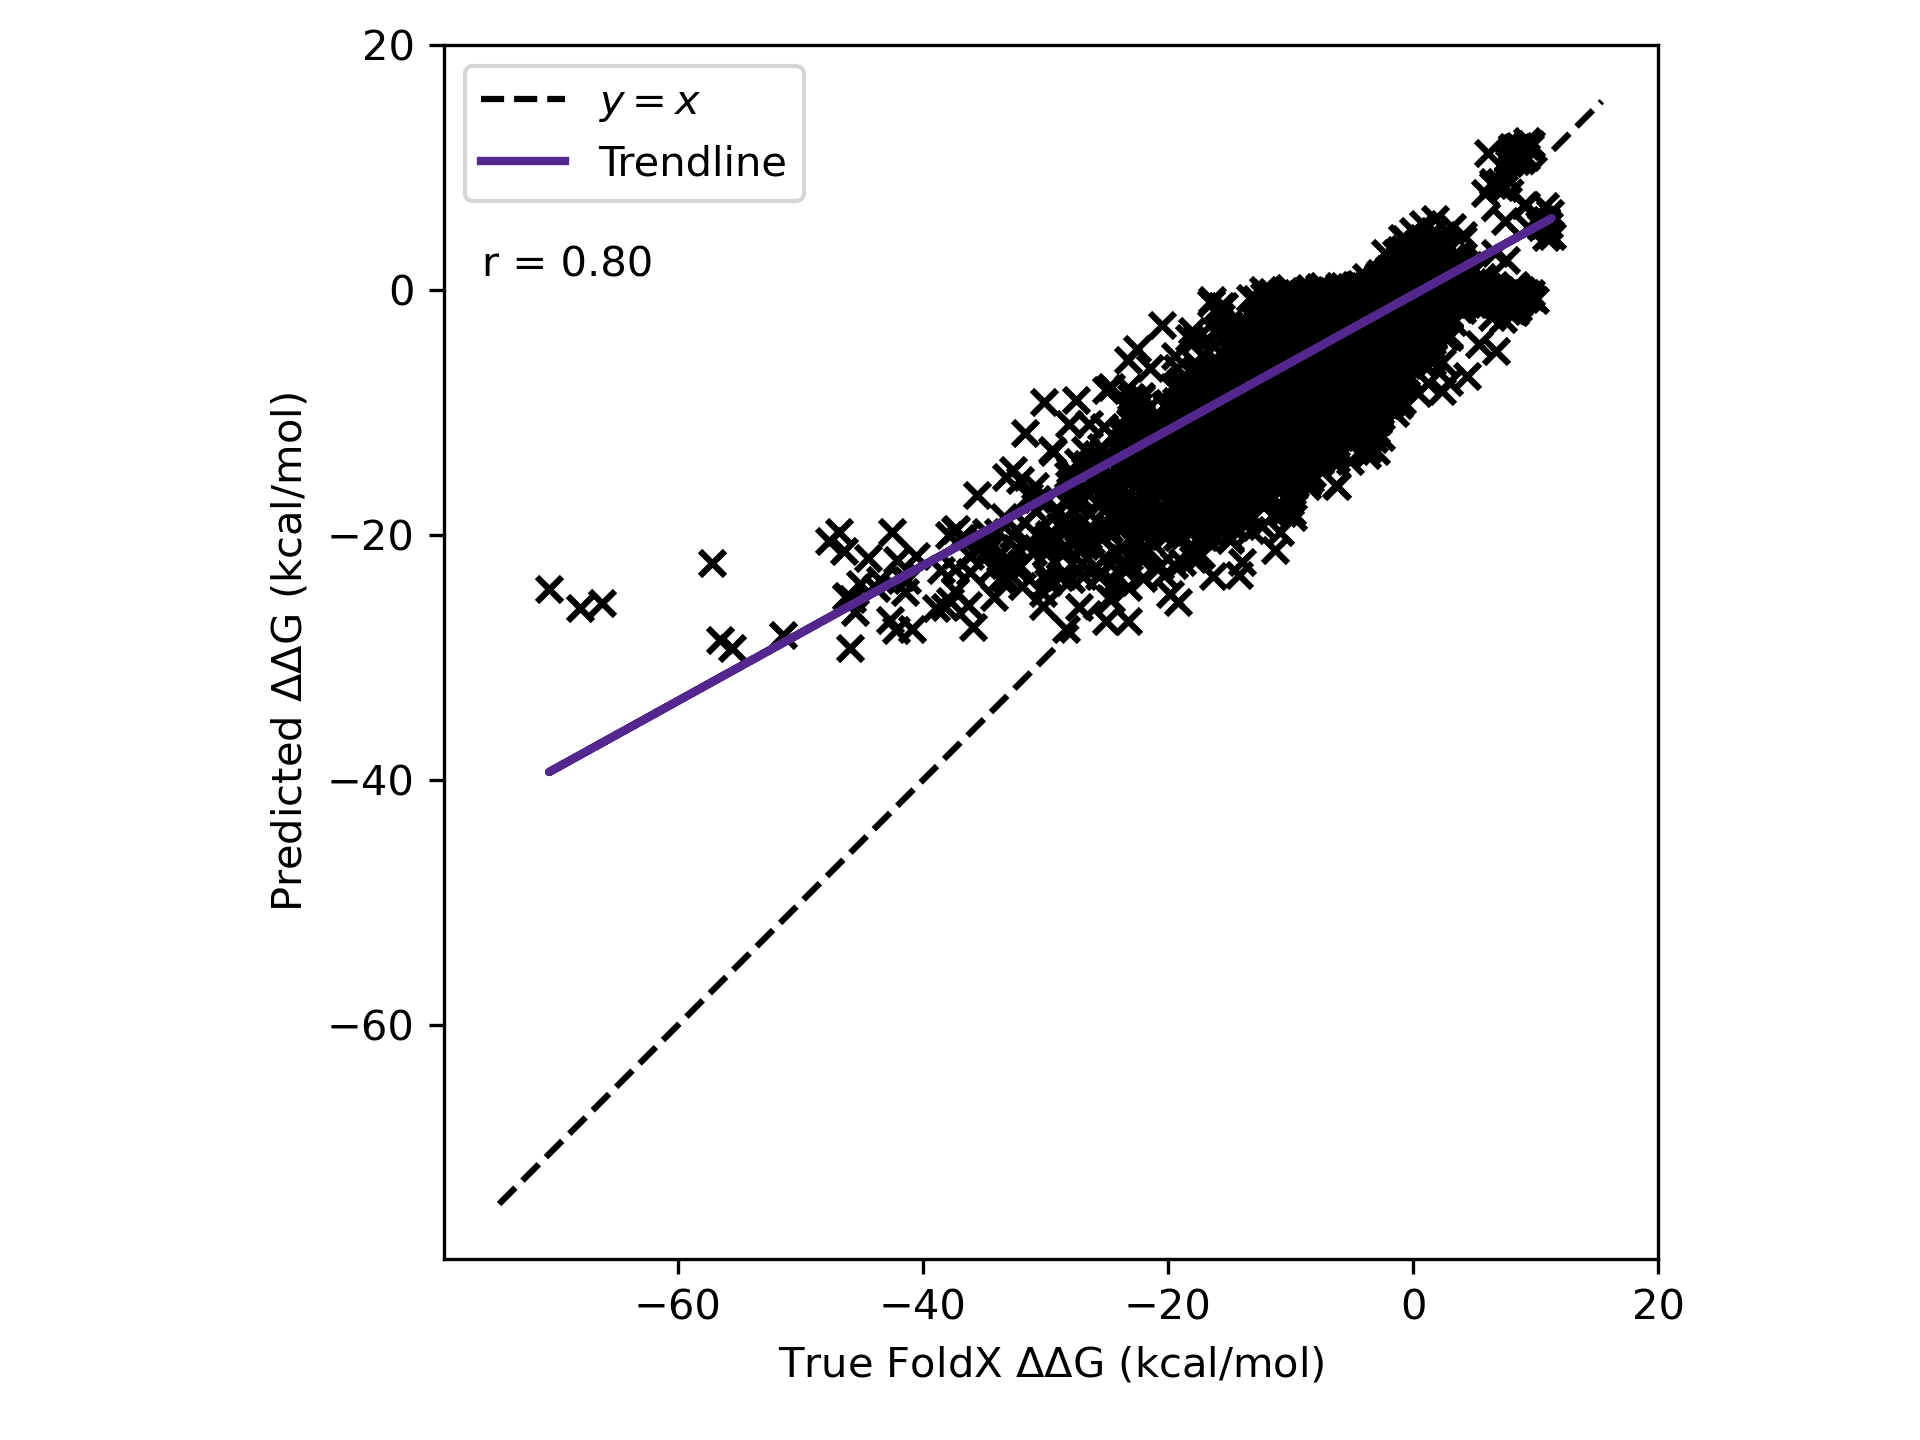 y = x
Trendline
r = 0.80
20
0
−20
−40
−60
Predicted ΔΔG (kcal/mol)
−60 −40 −20 0 20
True FoldX ΔΔG (kcal/mol)